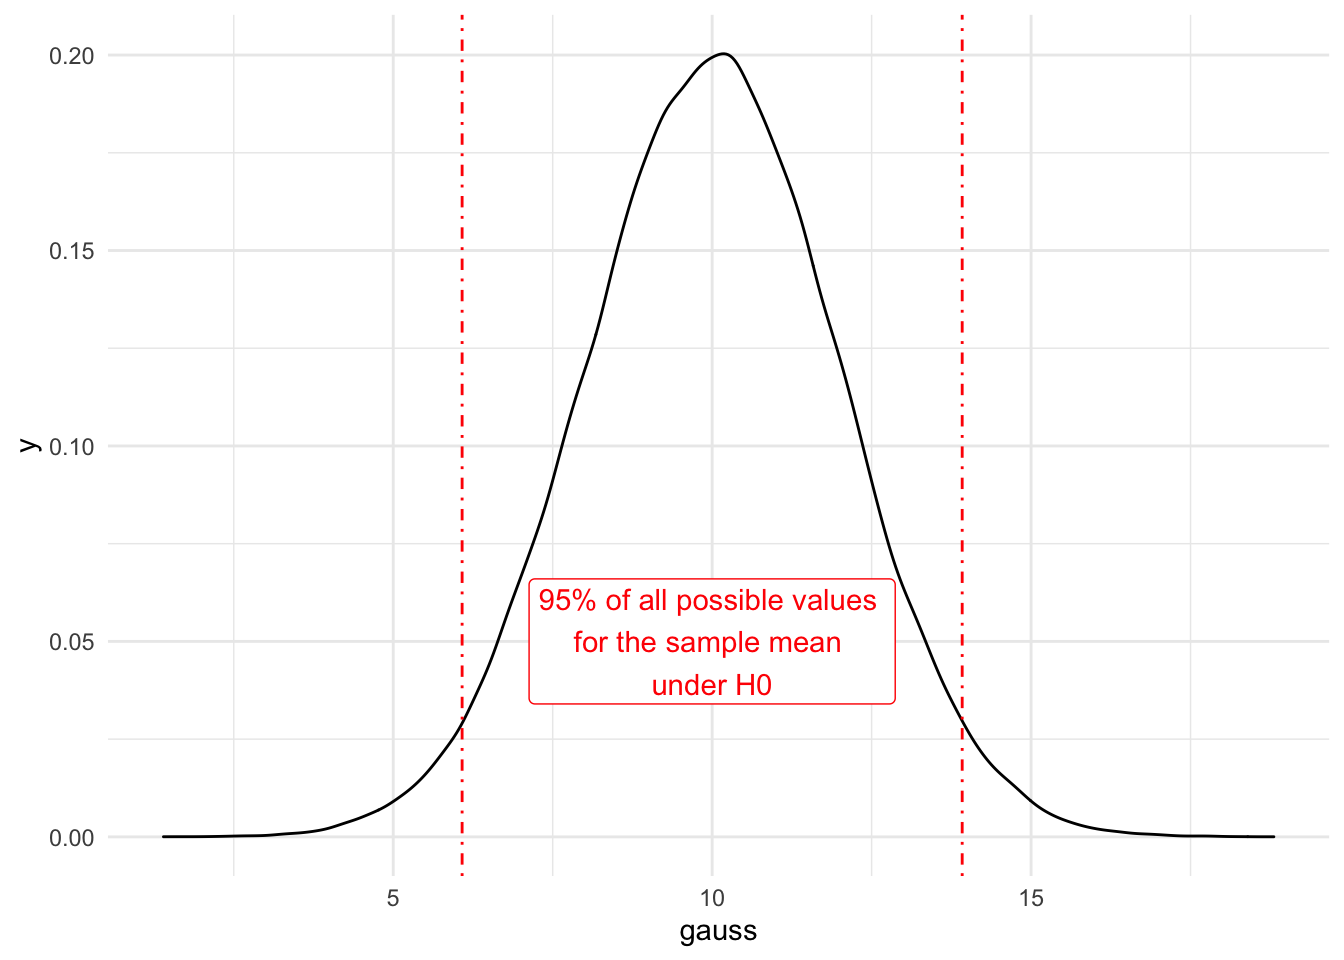 0.20
0.15
0.10
0.05
0.00
y
95% of all possible values
for the sample mean
under H0
5
10
15
gauss